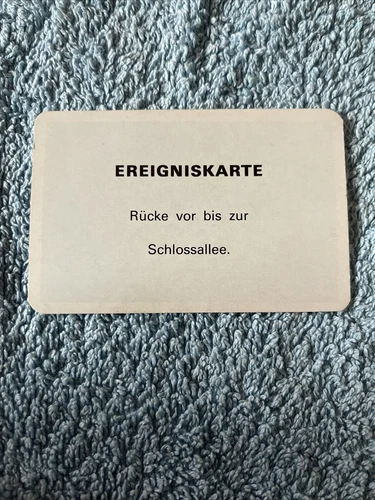 EREIGNISKARTE
Rücke vor bis zur
Schlossallee.